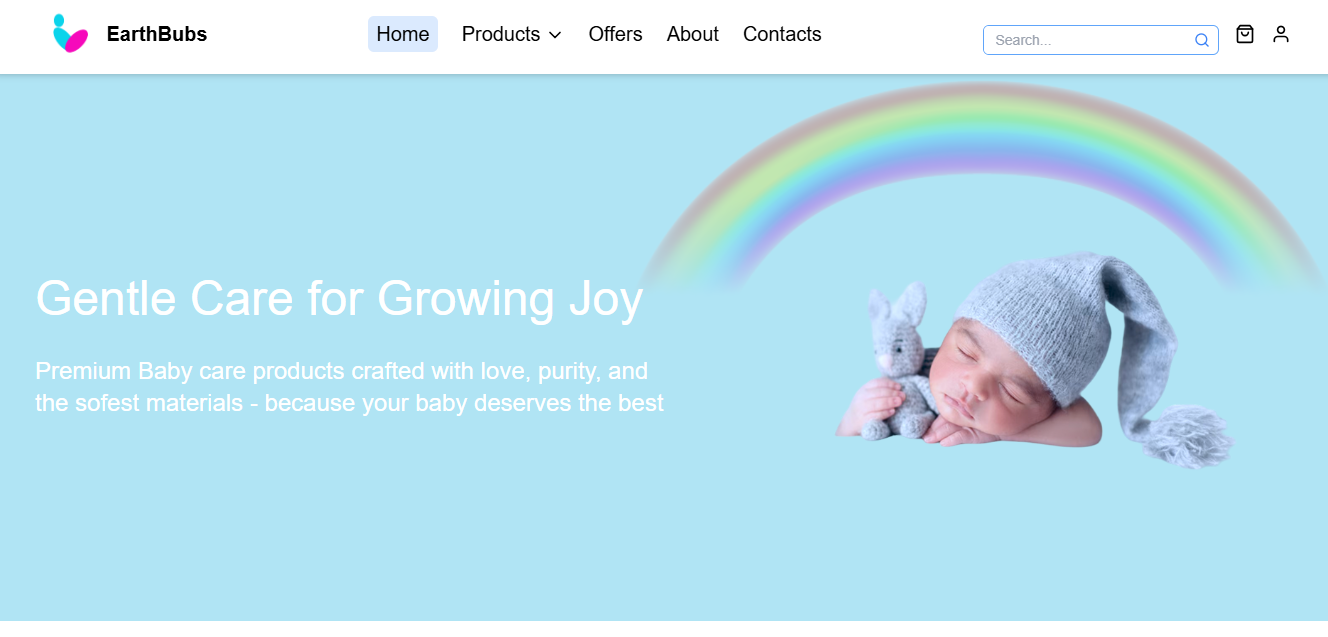 EarthBubs
Home
Products
Offers
About
Contacts
Search...
Gentle Care for Growing Joy
Premium Baby care products crafted with love, purity, and
the sofest materials - because your baby deserves the best